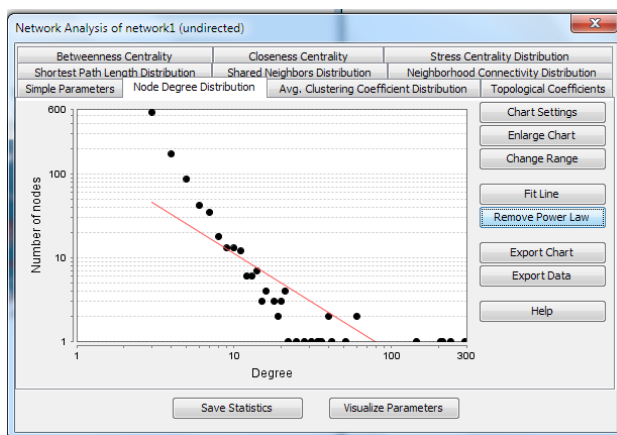 Network Analysis of network1 (undirected)
x
Betweenness Centrality Closeness Centrality Stress Centrality Distribution
Shortest Path Length Distribution Shared Neighbors Distribution Neighborhood Connectivity Distribution
Simple Parameters Node Degree Distribution Avg. Clustering Coefficient Distribution Topological Coefficients
600
100
10
1
Number of nodes
1 10 100 300
Degree
Chart Settings
Enlarge Chart
Change Range
Fit Line
Remove Power Law
Export Chart
Export Data
Help
Save Statistics Visualize Parameters